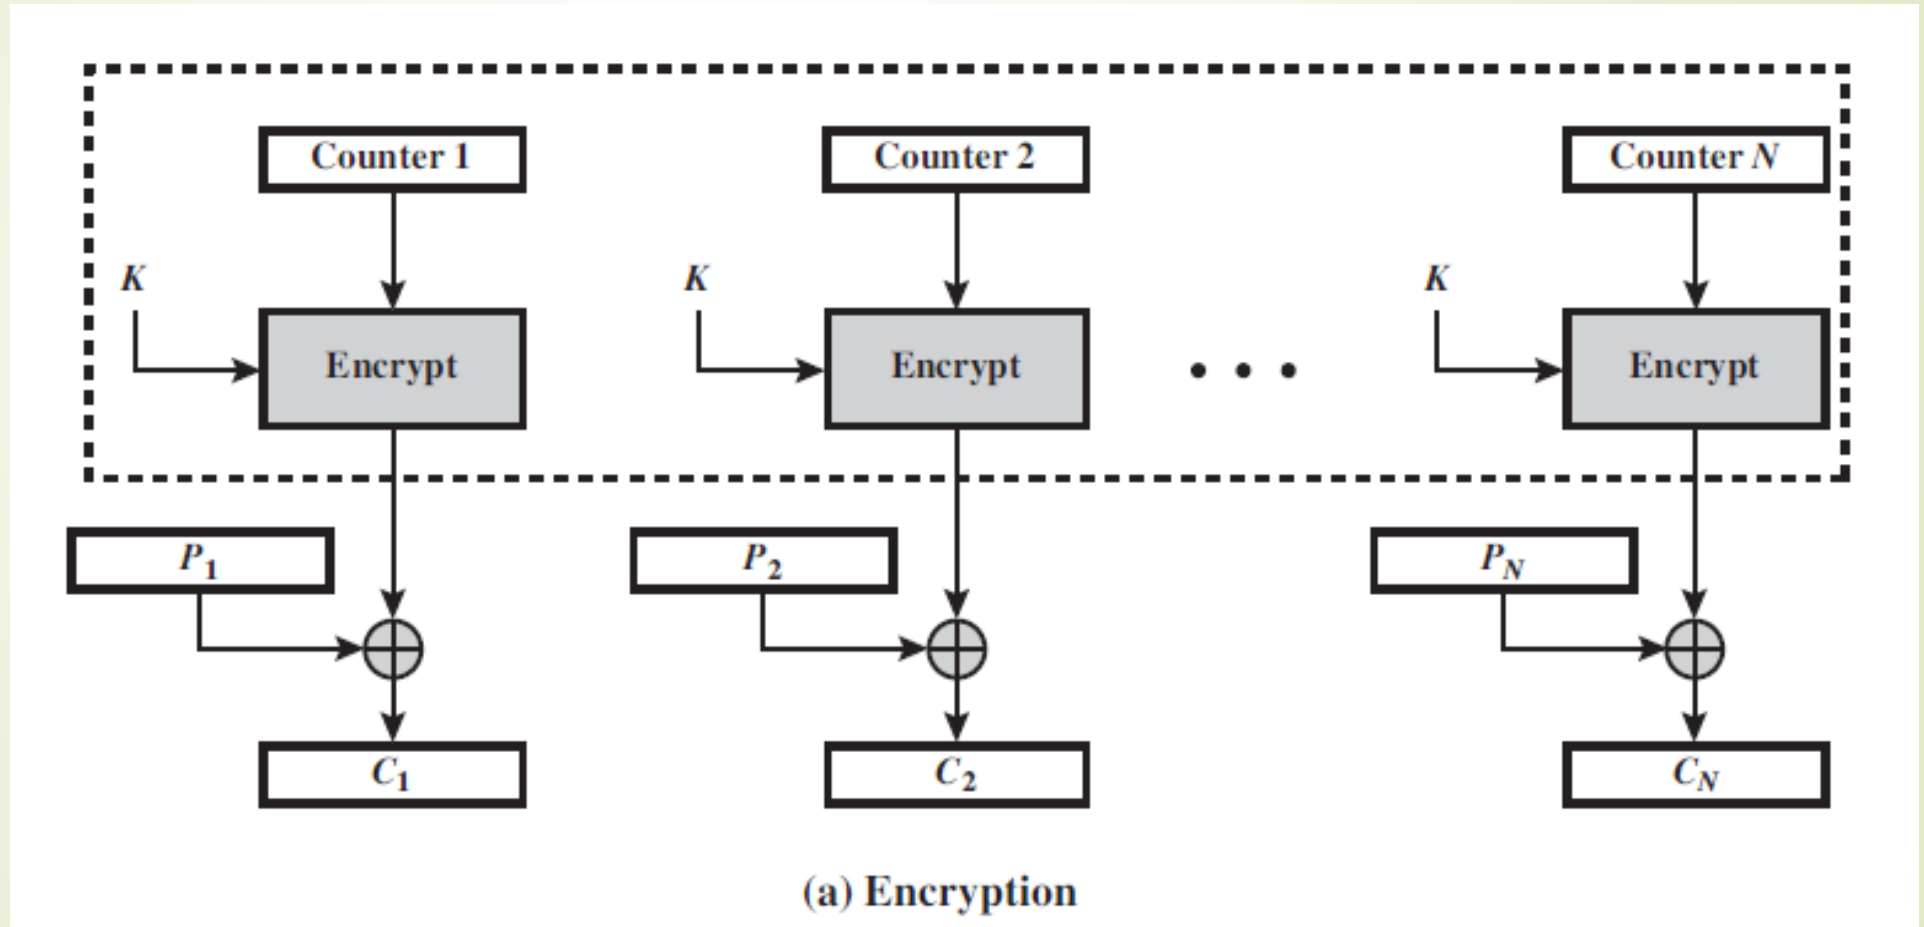 Counter 1 Counter 2 Counter N
K K K
Encrypt Encrypt • • • Encrypt
P1 P2 PN
C1 C2 CN
(a) Encryption